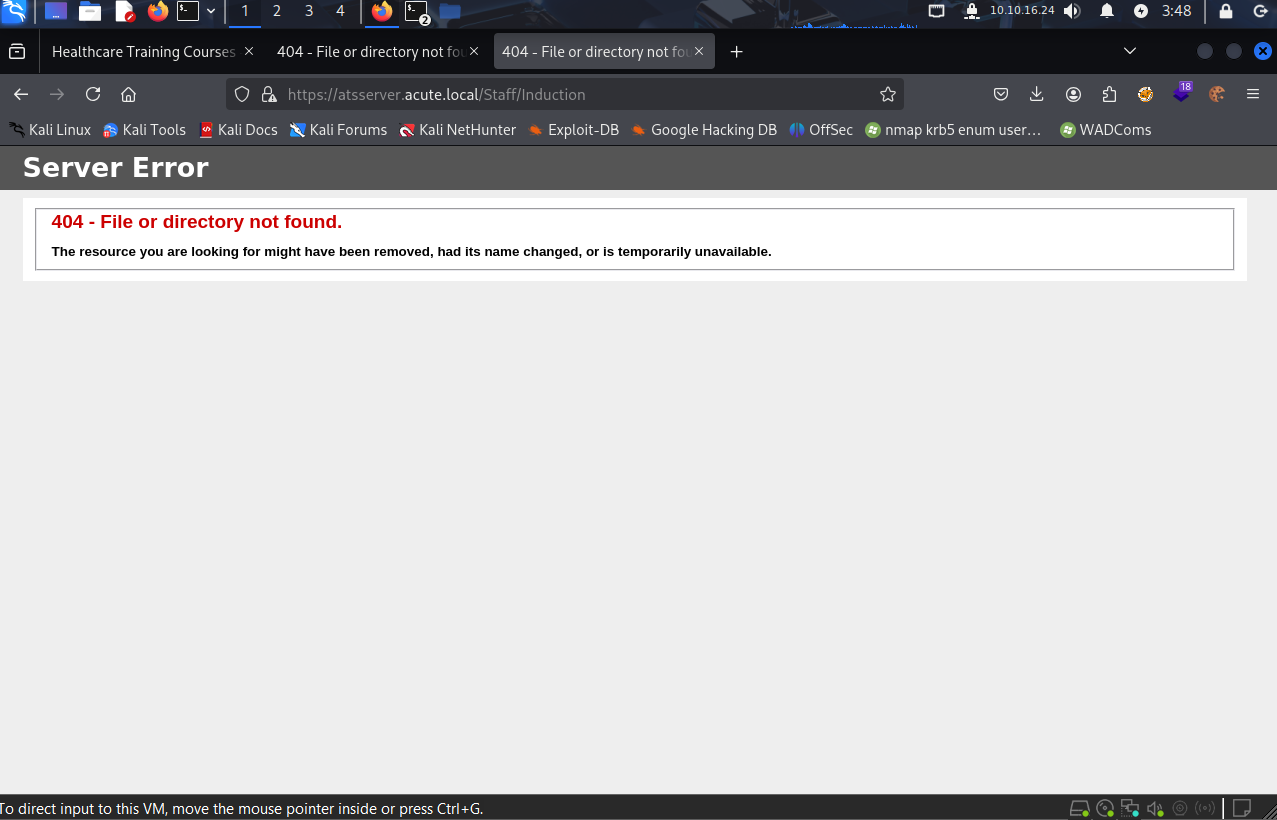 1 2 3 4 2 10.10.16.24 3:48
Healthcare Training Courses 404 - File or directory not fou 404 - File or directory not fou
https://atsserver.acute.local/Staff/Induction 18
Kali Linux Kali Tools Kali Docs Kali Forums Kali NetHunter Exploit-DB Google Hacking DB OffSec nmap krb5 enum user… WADComs
Server Error
404 - File or directory not found.
The resource you are looking for might have been removed, had its name changed, or is temporarily unavailable.
To direct input to this VM, move the mouse pointer inside or press Ctrl+G.